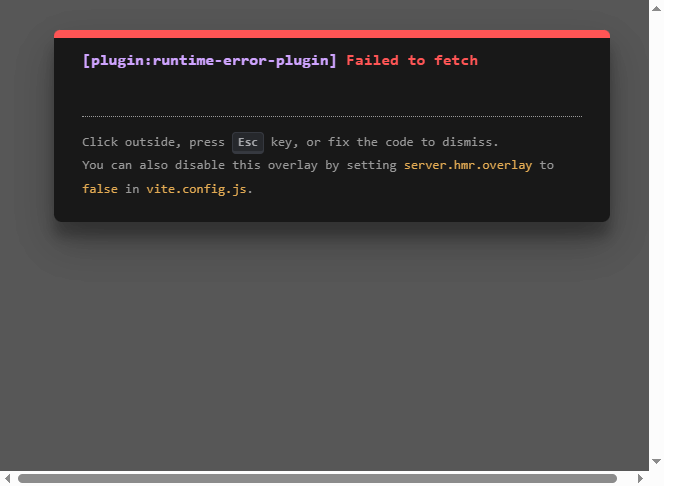 [plugin:runtime-error-plugin] Failed to fetch
Click outside, press Esc key, or fix the code to dismiss.
You can also disable this overlay by setting server.hmr.overlay to
false in vite.config.js.